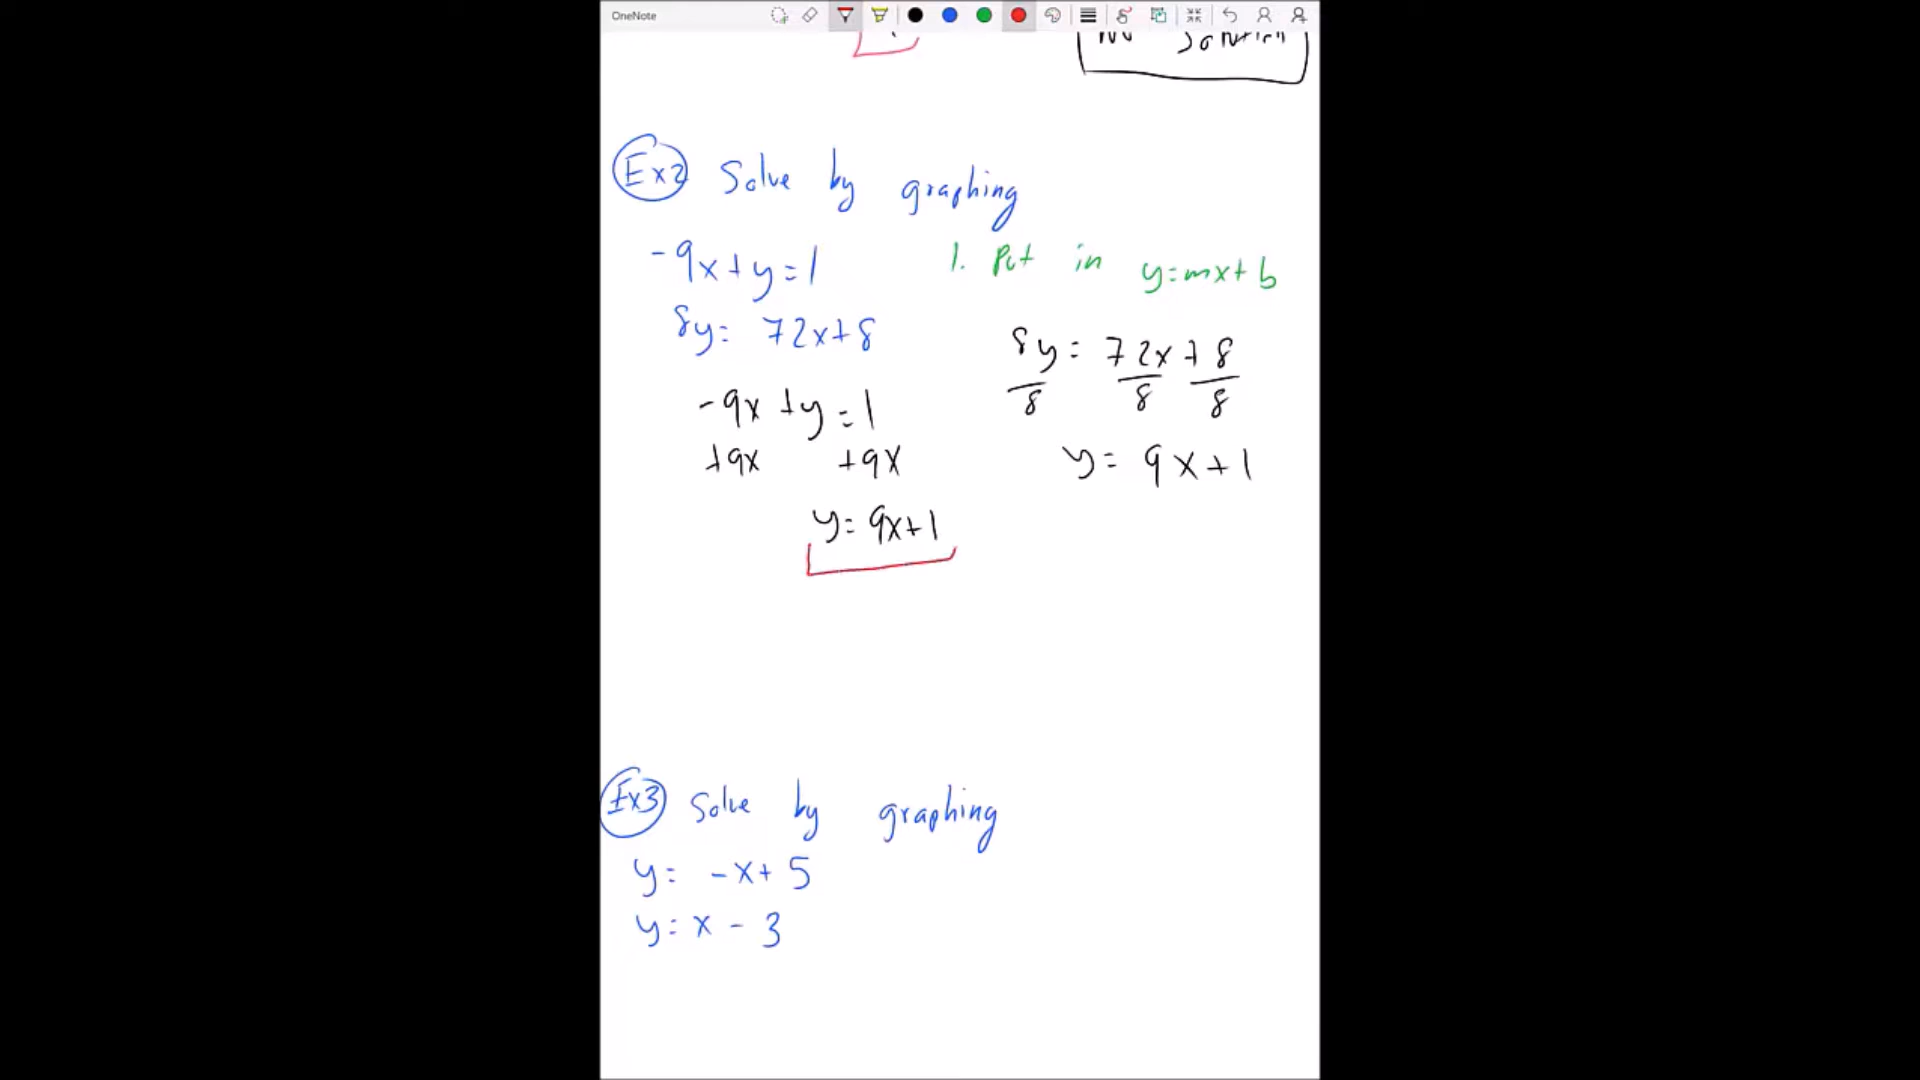 OneNote
Solution
Ex2 Solve by graphing
-9x+y=1
8y= 72x+8
1. Put in y=mx+b
-9x+y=1
+9x +9x
y=9x+1
8y = 72x+8
8 8 8
y= 9x+1
Ex3 Solve by graphing
y= -x+5
y=x-3